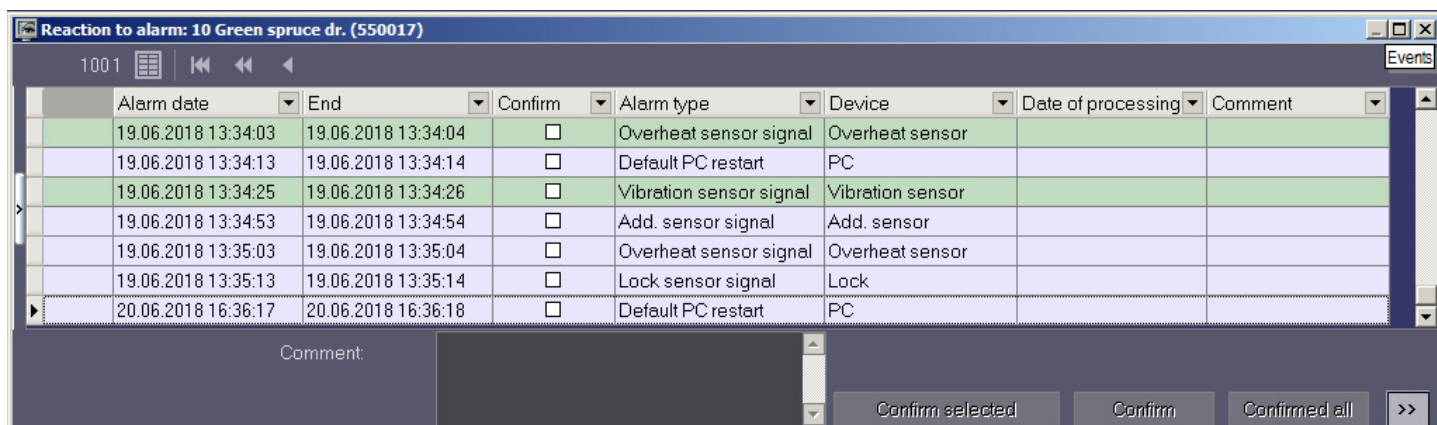 Reaction to alarm: 10 Green spruce dr. (550017)
1001
Events
Alarm date End Confirm Alarm type Device Date of processing Comment
19.06.2018 13:34:03 19.06.2018 13:34:04 Overheat sensor signal Overheat sensor
19.06.2018 13:34:13 19.06.2018 13:34:14 Default PC restart PC
19.06.2018 13:34:25 19.06.2018 13:34:26 Vibration sensor signal Vibration sensor
19.06.2018 13:34:53 19.06.2018 13:34:54 Add. sensor signal Add. sensor
19.06.2018 13:35:03 19.06.2018 13:35:04 Overheat sensor signal Overheat sensor
19.06.2018 13:35:13 19.06.2018 13:35:14 Lock sensor signal Lock
20.06.2018 16:36:17 20.06.2018 16:36:18 Default PC restart PC
Comment:
Confirm selected Confirm Confirmed all >>